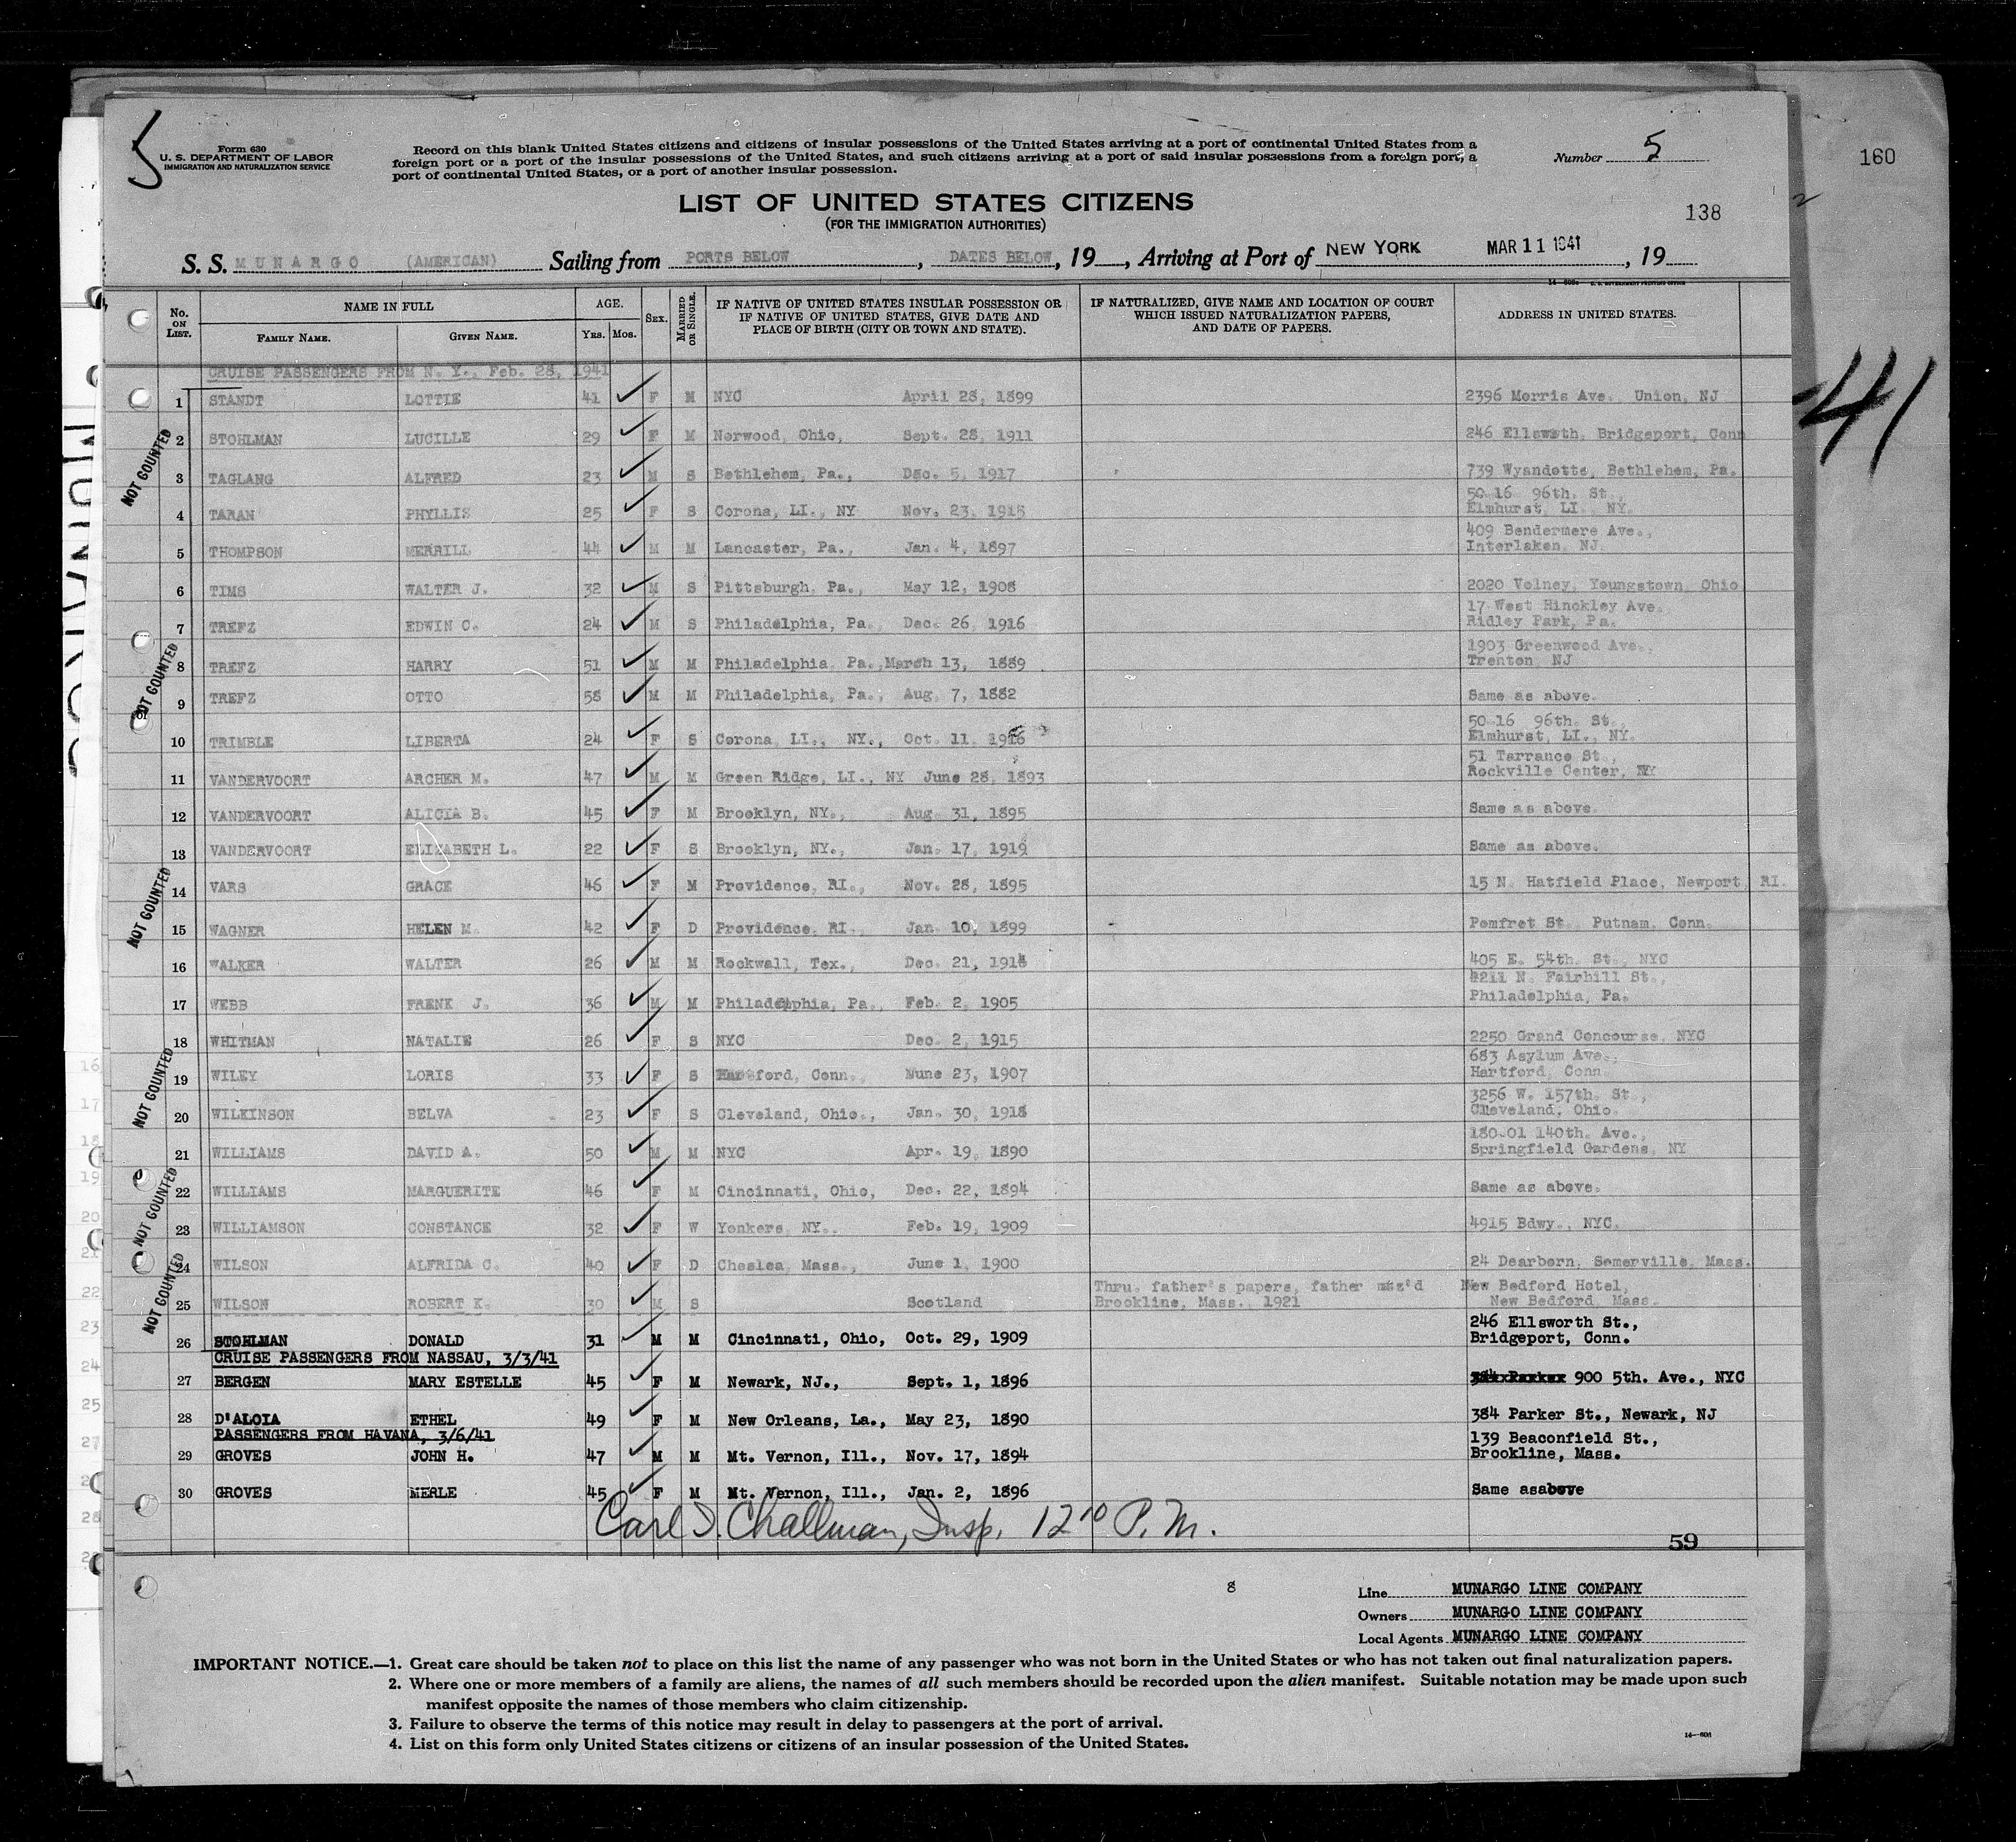 5
Form 630
U. S. DEPARTMENT OF LABOR
IMMIGRATION AND NATURALIZATION SERVICE
Record on this blank United States citizens and citizens of insular possessions of the United States arriving at a port of continental United States from a
foreign port or a port of the insular possessions of the United States, and such citizens arriving at a port of said insular possessions from a foreign port, a
port of continental United States, or a port of another insular possession.
Number 5
160
138
LIST OF UNITED STATES CITIZENS
(FOR THE IMMIGRATION AUTHORITIES)
S. S. MUNARGO (AMERICAN) Sailing from PORTS BELOW, DATES BELOW, 19 , Arriving at Port of NEW YORK MAR 11 1941, 19
No. ON LIST. NAME IN FULL FAMILY NAME. GIVEN NAME. AGE. Yrs. Mos. SEX. MARRIED OR SINGLE. IF NATIVE OF UNITED STATES INSULAR POSSESSION OR IF NATIVE OF UNITED STATES, GIVE DATE AND PLACE OF BIRTH (CITY OR TOWN AND STATE). IF NATURALIZED, GIVE NAME AND LOCATION OF COURT WHICH ISSUED NATURALIZATION PAPERS, AND DATE OF PAPERS. ADDRESS IN UNITED STATES.
41
CRUISE PASSENGERS FROM N. Y., Feb. 28, 1941
1 STANDT LOTTIE 41 F M NYC April 28, 1899 2396 Morris Ave. Union, NJ
NOT COUNTED
2 STOHLMAN LUCILLE 29 F M Norwood, Ohio, Sept. 28, 1911 246 Ellswrth, Bridgeport, Conn
3 TAGLANG ALFRED 23 M S Bethlehem, Pa., Dec. 5, 1917 739 Wyandotte, Bethlehem, Pa.
4 TARAN PHYLLIS 25 F S Corona, LI., NY Nov. 23, 1915 50-16 96th. St., Elmhurst, LI., NY.
5 THOMPSON MERRILL 44 M M Lancaster, Pa., Jan. 4, 1897 409 Bendermere Ave., Interlaken, NJ
6 TIMS WALTER J. 32 M S Pittsburgh, Pa., May 12, 1908 2020 Volney, Youngstown, Ohio
7 TREFZ EDWIN C. 24 M S Philadelphia, Pa. Dec. 26, 1916 17 West Hinckley Ave. Ridley Park, Pa.
NOT COUNTED
8 TREFZ HARRY 51 M M Philadelphia, Pa., March 13, 1889 1903 Greenwood Ave., Trenton, NJ
9 TREFZ OTTO 58 M M Philadelphia, Pa., Aug. 7, 1882 Same as above.
10 TRIMBLE LIBERTA 24 F S Corona, LI., NY., Oct. 11, 1916 50-16 96th. St., Elmhurst, LI., NY.
11 VANDERVOORT ARCHER M. 47 M M Green Ridge, LI., NY June 28, 1893 51 Tarrance St., Rockville Center, NY
12 VANDERVOORT ALICIA B. 45 F M Brooklyn, NY., Aug. 31, 1895 Same as above.
13 VANDERVOORT ELIZABETH L. 22 F S Brooklyn, NY., Jan. 17, 1919 Same as above.
14 VARS GRACE 46 F M Providence, RI., Nov. 28, 1895 15 N. Hatfield Place, Newport, RI.
NOT COUNTED
15 WAGNER HELEN M. 42 F D Providence, RI., Jan. 10, 1899 Pomfret St., Putnam, Conn.
16 WALKER WALTER 26 M M Rockwall, Tex., Dec. 21, 1914 405 E. 54th. St., NYC
17 WEBB FRENK J. 36 M M Philadelphia, Pa., Feb. 2, 1905 4211 N. Fairhill St., Philadelphia, Pa.
18 WHITMAN NATALIE 26 F S NYC Dec. 2, 1915 2250 Grand Concourse, NYC
NOT COUNTED
19 WILEY LORIS 33 F S Hartford, Conn. June 23, 1907 683 Asylum Ave., Hartford, Conn.
20 WILKINSON BELVA 23 F S Cleveland, Ohio., Jan. 30, 1918 3256 W. 157th. St., Cleveland, Ohio.
21 WILLIAMS DAVID A. 50 M M NYC Apr. 19, 1890 180-01 140th. Ave., Springfield Gardens, NY
22 WILLIAMS MARGUERITE 46 F M Cincinnati, Ohio, Dec. 22, 1894 Same as above.
NOT COUNTED
23 WILLIAMSON CONSTANCE 32 F W Yonkers, NY., Feb. 19, 1909 4915 Bdwy., NYC.
24 WILSON ALFRIDA C. 40 F D Cheslea, Mass., June 1, 1900 24 Dearborn, Somerville, Mass.
NOT COUNTED
25 WILSON ROBERT K. 30 M S Scotland Thru. father's papers, father Brookline, Mass. 1921 New Bedford Hotel, New Bedford, Mass.
26 STOHLMAN DONALD 31 M M Cincinnati, Ohio, Oct. 29, 1909 246 Ellsworth St., Bridgeport, Conn.
CRUISE PASSENGERS FROM NASSAU, 3/3/41
27 BERGEN MARY ESTELLE 45 F M Newark, NJ., Sept. 1, 1896 900 5th. Ave., NYC
28 D'ALOIA ETHEL 49 F M New Orleans, La., May 23, 1890 384 Parker St., Newark, NJ
PASSENGERS FROM HAVANA, 3/6/41
29 GROVES JOHN H. 47 M M Mt. Vernon, Ill., Nov. 17, 1894 139 Beaconfield St., Brookline, Mass.
30 GROVES MERLE 45 F M Mt. Vernon, Ill., Jan. 2, 1896 Same asabove
Carl I. Challman, Insp. 12 10 P.M.
59
8
Line MUNARGO LINE COMPANY
Owners MUNARGO LINE COMPANY
Local Agents MUNARGO LINE COMPANY
IMPORTANT NOTICE.—1. Great care should be taken not to place on this list the name of any passenger who was not born in the United States or who has not taken out final naturalization papers.
2. Where one or more members of a family are aliens, the names of all such members should be recorded upon the alien manifest. Suitable notation may be made upon such
manifest opposite the names of those members who claim citizenship.
3. Failure to observe the terms of this notice may result in delay to passengers at the port of arrival.
4. List on this form only United States citizens or citizens of an insular possession of the United States.